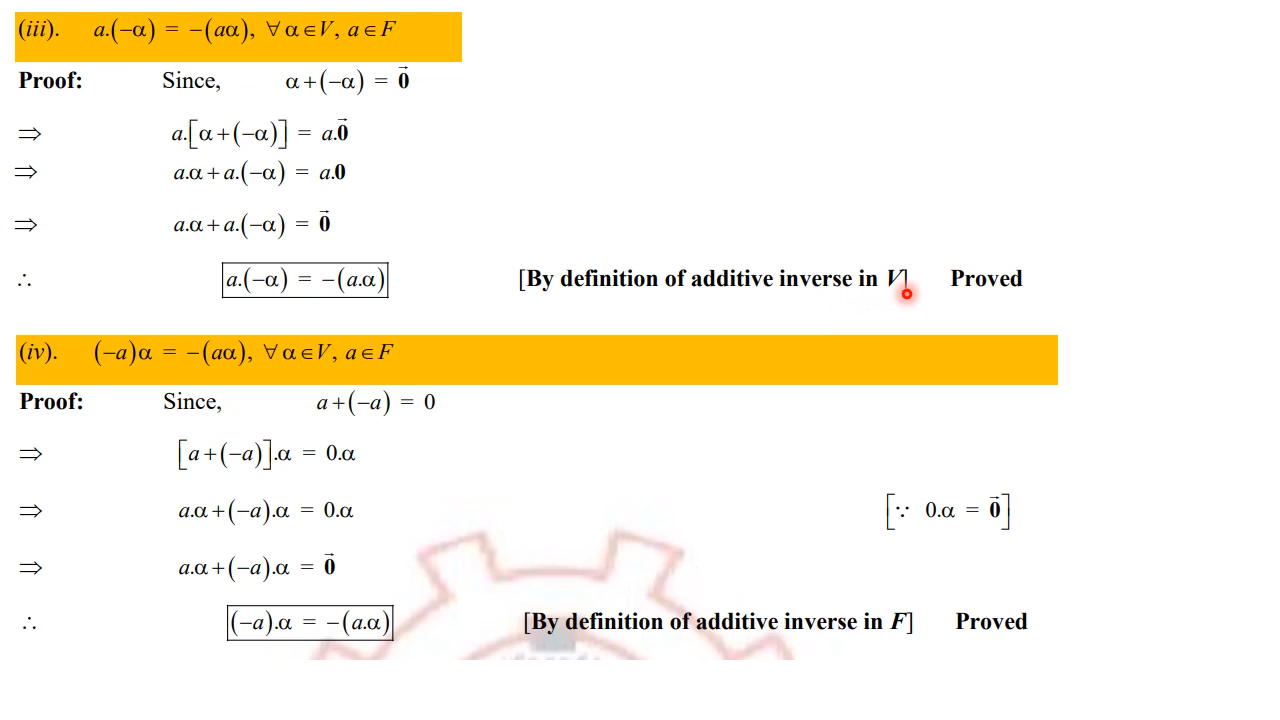 (iii). a.(−α) = −(aα), ∀ α ∈ V, a ∈ F
Proof: Since, α + (−α) = 0⃗
⇒ a.[α + (−α)] = a.0⃗
⇒ a.α + a.(−α) = a.0
⇒ a.α + a.(−α) = 0⃗
∴ a.(−α) = −(a.α) [By definition of additive inverse in V] Proved
(iv). (−a)α = −(aα), ∀ α ∈ V, a ∈ F
Proof: Since, a + (−a) = 0
⇒ [a + (−a)].α = 0.α
⇒ a.α + (−a).α = 0.α [∵ 0.α = 0⃗]
⇒ a.α + (−a).α = 0⃗
∴ (−a).α = −(a.α) [By definition of additive inverse in F] Proved